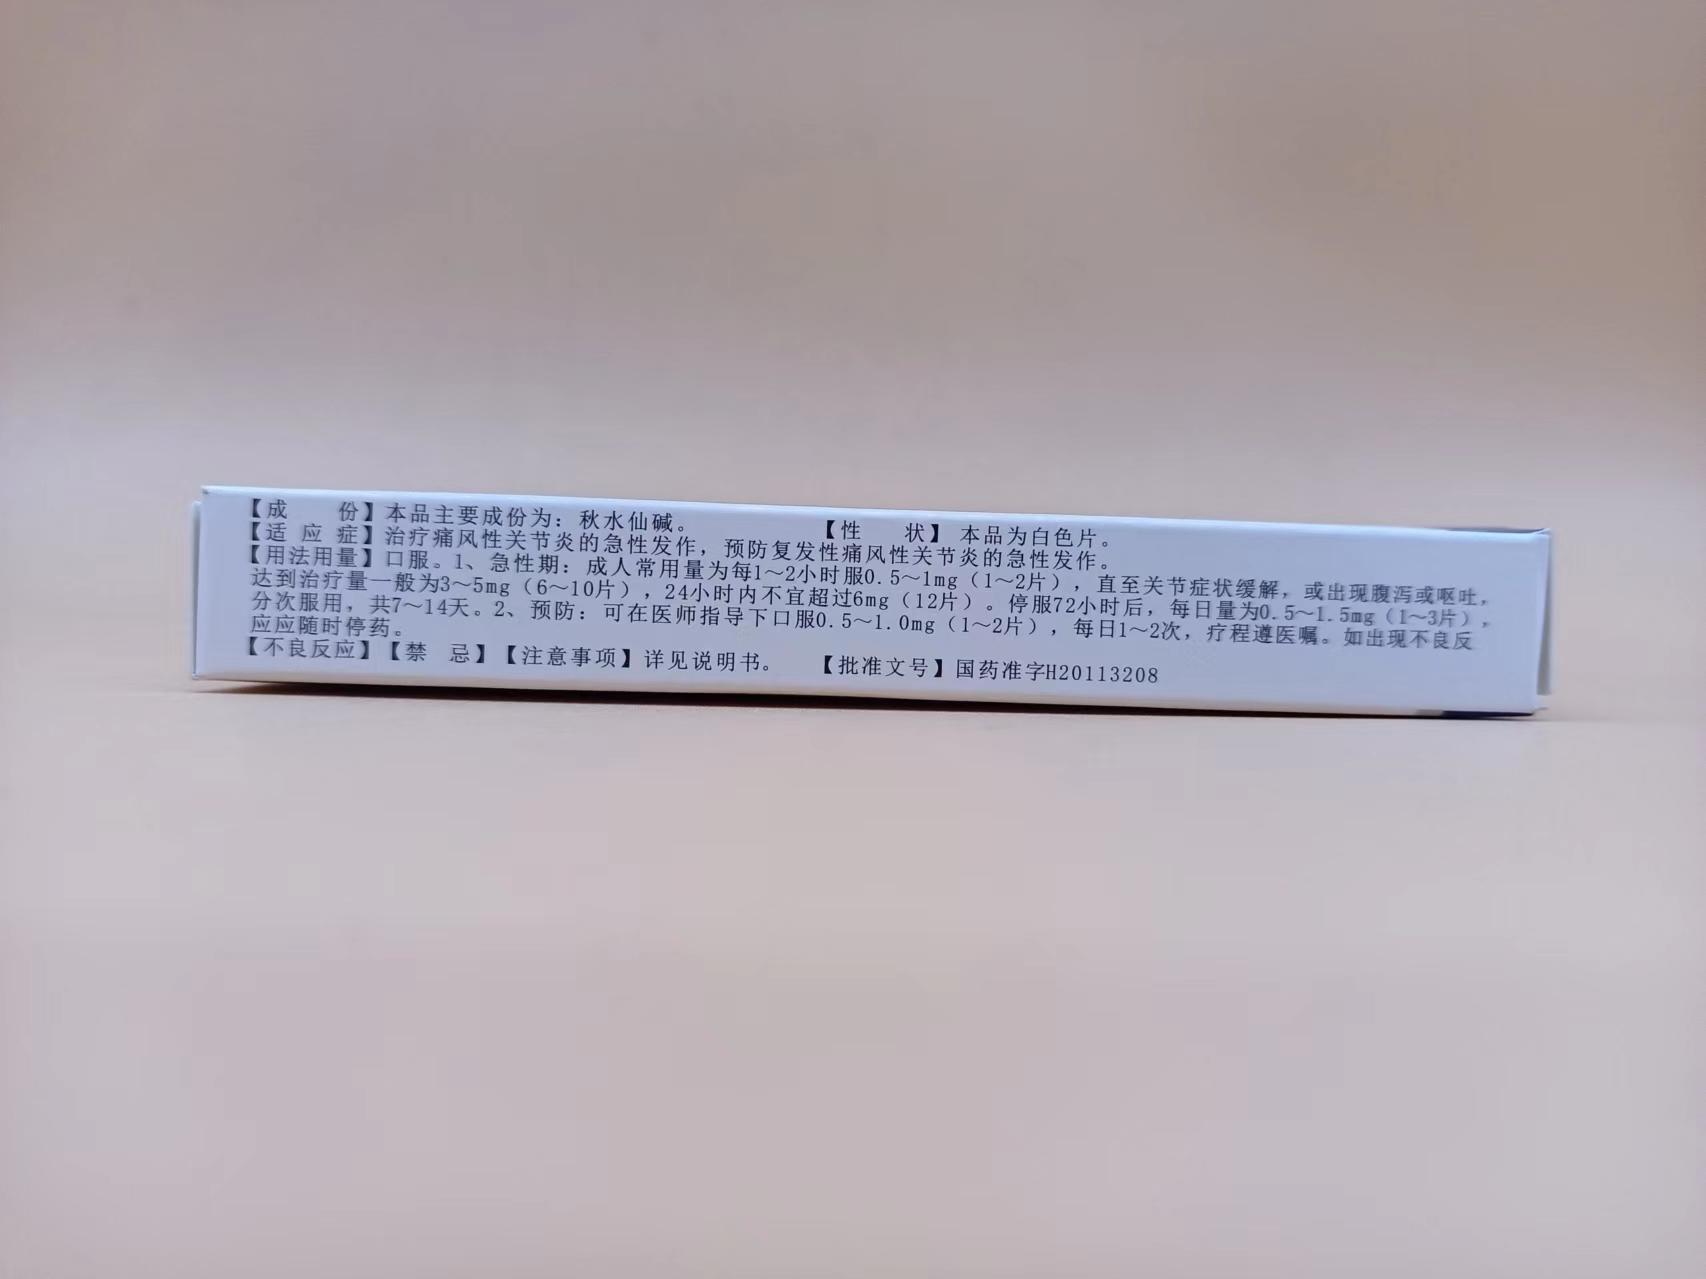 【成　　份】本品主要成份为：秋水仙碱。　　　　　　【性　　状】 本品为白色片。
【适 应 症】治疗痛风性关节炎的急性发作，预防复发性痛风性关节炎的急性发作。
【用法用量】口服。1、急性期：成人常用量为每1～2小时服0.5～1mg（1～2片），直至关节症状缓解，或出现腹泻或呕吐，
达到治疗量一般为3～5mg（6～10片），24小时内不宜超过6mg（12片）。停服72小时后，每日量为0.5～1.5mg（1～3片），
分次服用，共7～14天。2、预防：可在医师指导下口服0.5～1.0mg（1～2片），每日1～2次，疗程遵医嘱。如出现不良反
应应随时停药。
【不良反应】【禁　忌】【注意事项】详见说明书。　　【批准文号】国药准字H20113208